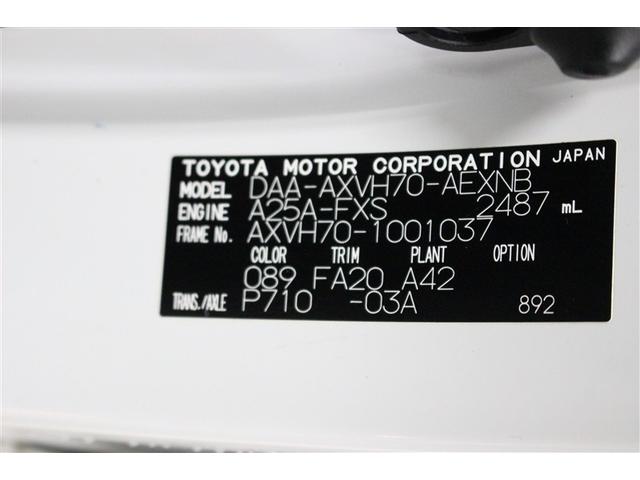 TOYOTA MOTOR CORPORATION JAPAN
MODEL DAA-AXVH70-AEXNB
ENGINE A25A-FXS 2487 mL
FRAME No. AXVH70-1001037
COLOR TRIM PLANT OPTION
089 FA20 A42
TRANS./AXLE P710 -03A 892